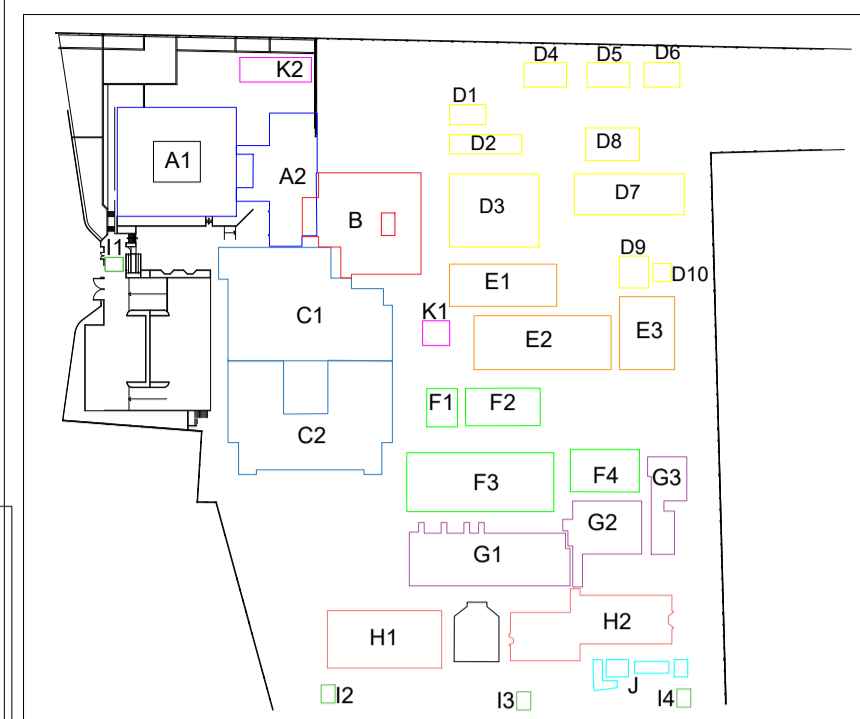 D4 D5 D6
K2
D1
D2 D8
A1 A2
D7
B D3
I1 D9
D10
E1
C1 K1 E2 E3
F1 F2
C2
F3 F4 G3
G2
G1
H1 H2
J
I2 I3 I4